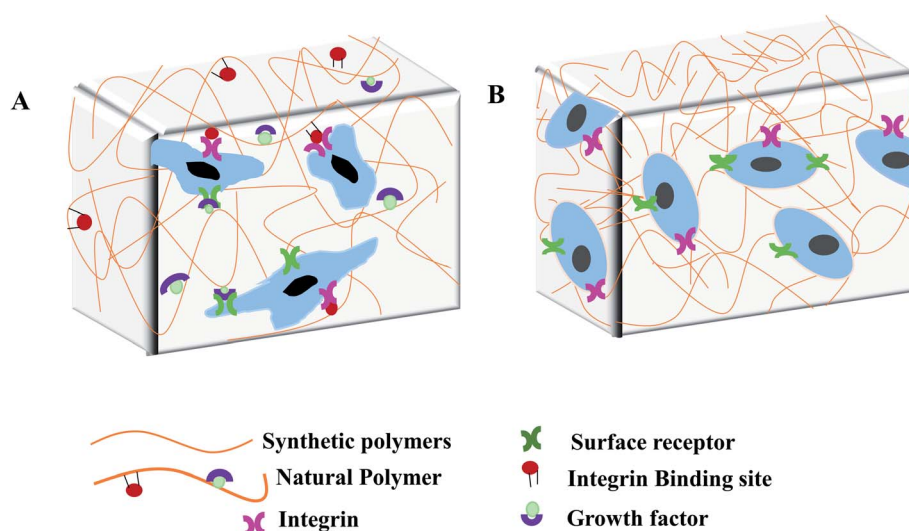 A
B
Synthetic polymers
Natural Polymer
Integrin
Surface receptor
Integrin Binding site
Growth factor